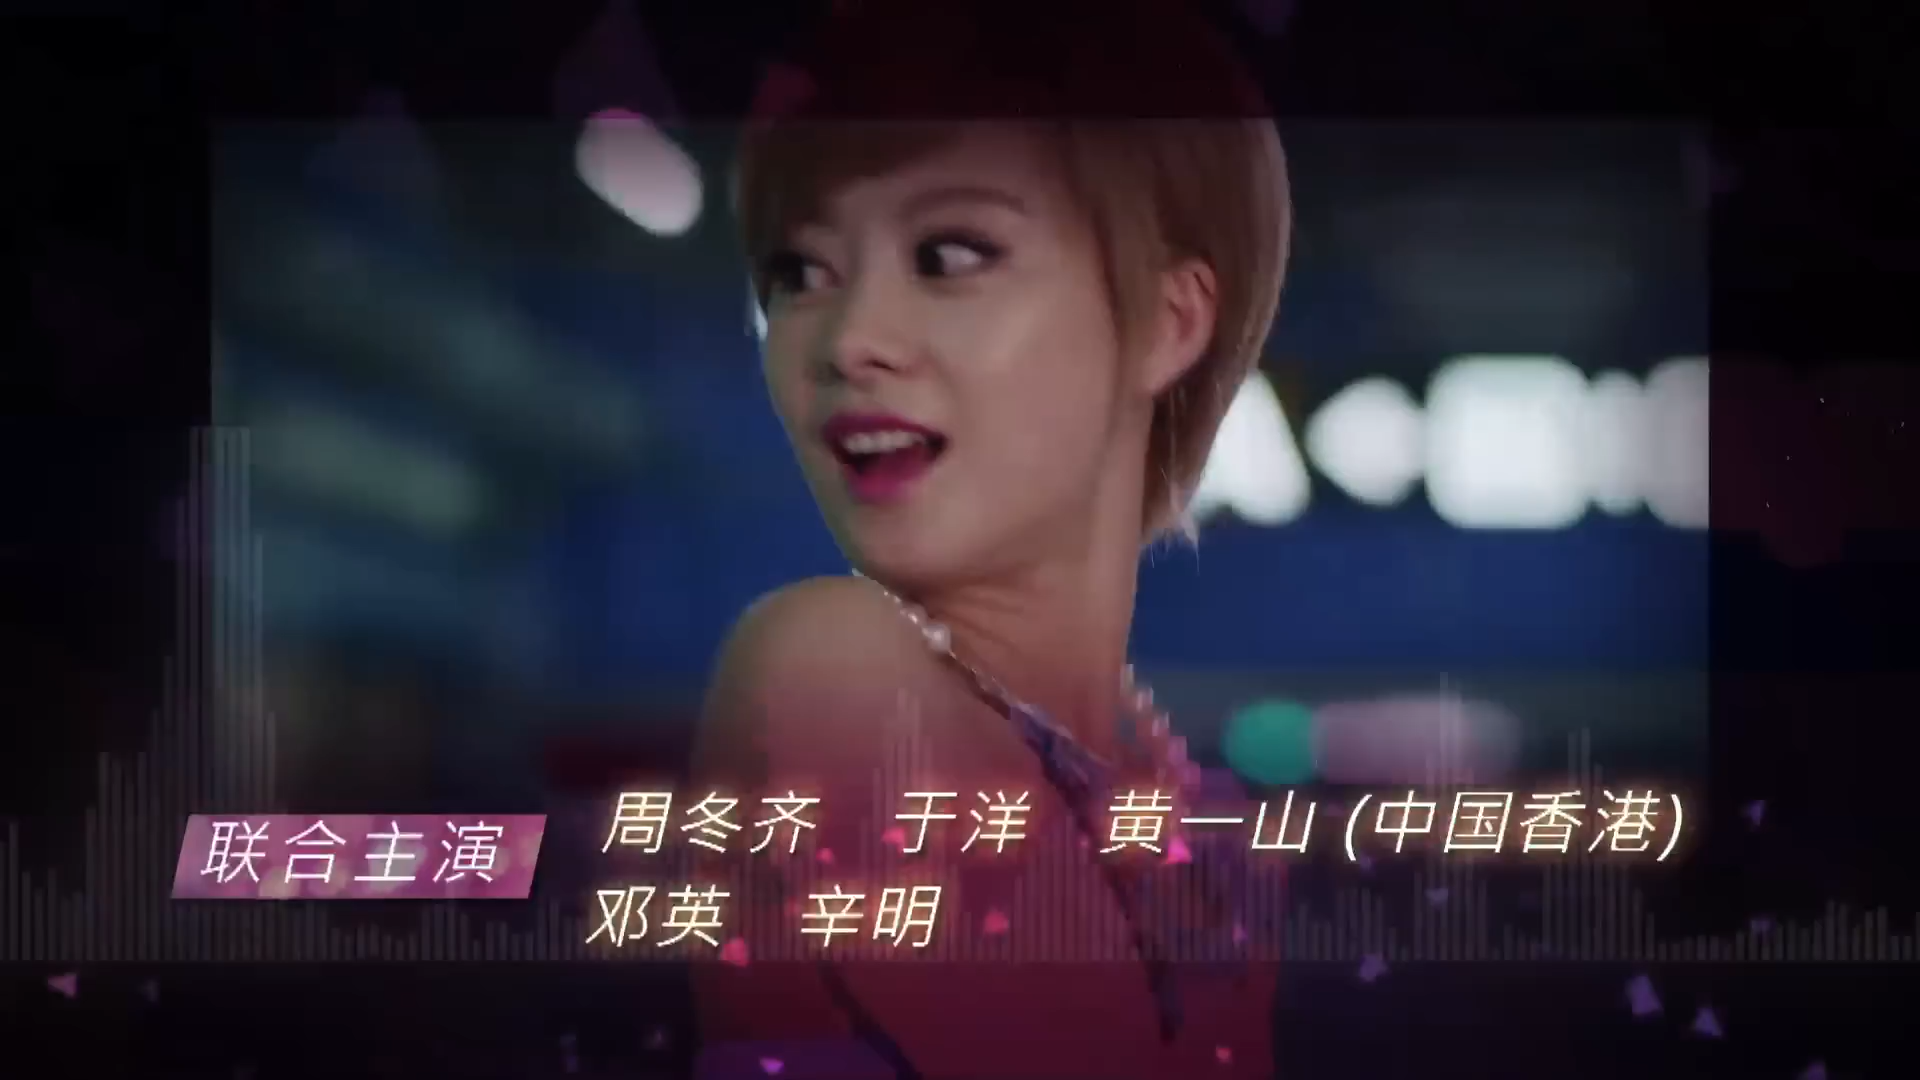 联合主演
周冬齐 于洋 黄一山 (中国香港)
邓英 辛明